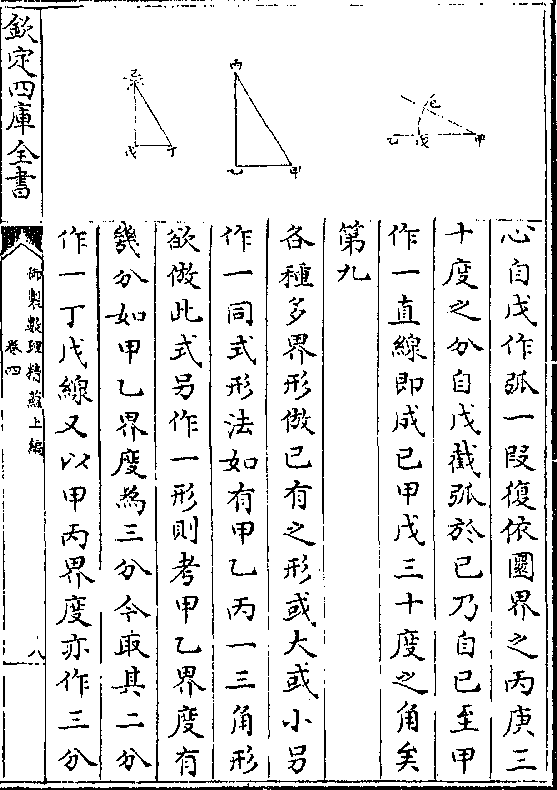 心自戊作弧一段復依圜界之丙庚三
十度之分自戊截弧於己乃自己至甲
作一直線即成己甲戊三十度之角矣
第九
各種多界形倣已有之形或大或小另
作一同式形法如有甲乙丙一三角形
欲倣此式另作一形則考甲乙界度有
幾分如甲乙界度為三分今取其二分
作一丁戊線又以甲丙界度亦作三分
欽定四庫全書
御製數理精蘊上編
卷四
八
己
乙
戊
甲
丙
乙
甲
己
戊
丁